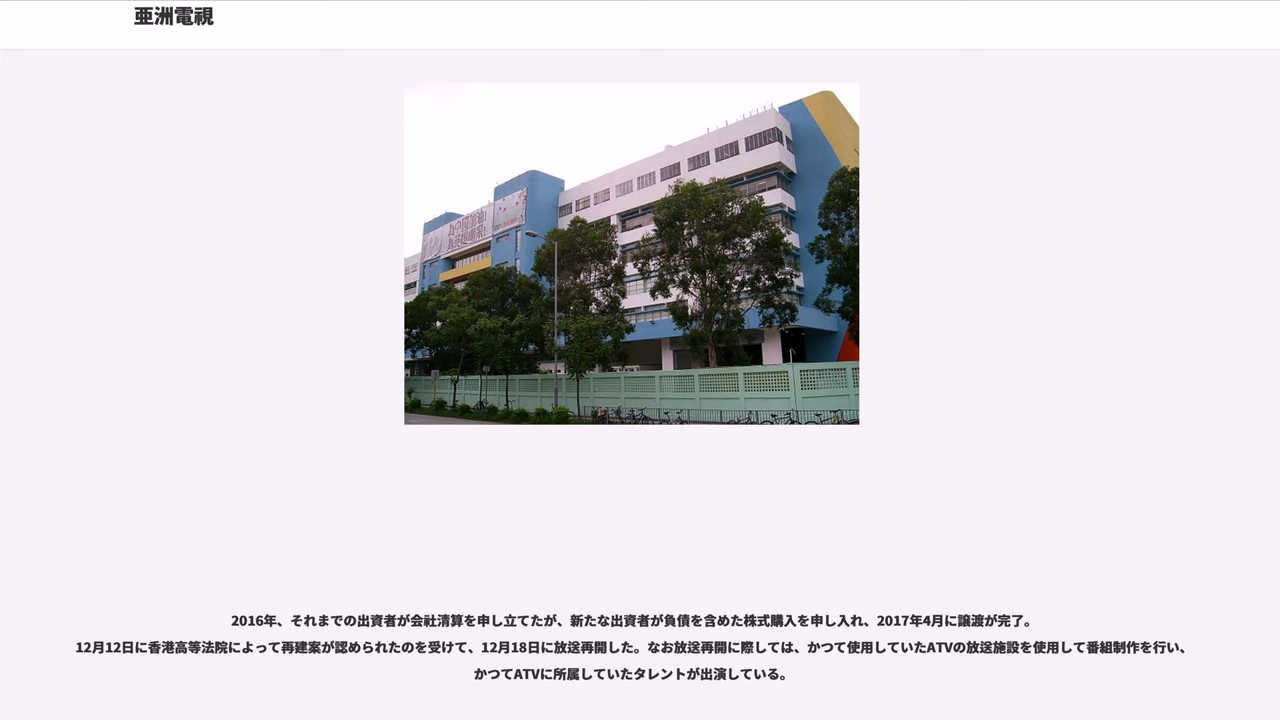 亜洲電視
為中國加油!
2016年、それまでの出資者が会社清算を申し立てたが、新たな出資者が負債を含めた株式購入を申し入れ、2017年4月に譲渡が完了。
12月12日に香港高等法院によって再建案が認められたのを受けて、12月18日に放送再開した。なお放送再開に際しては、かつて使用していたATVの放送施設を使用して番組制作を行い、
かつてATVに所属していたタレントが出演している。